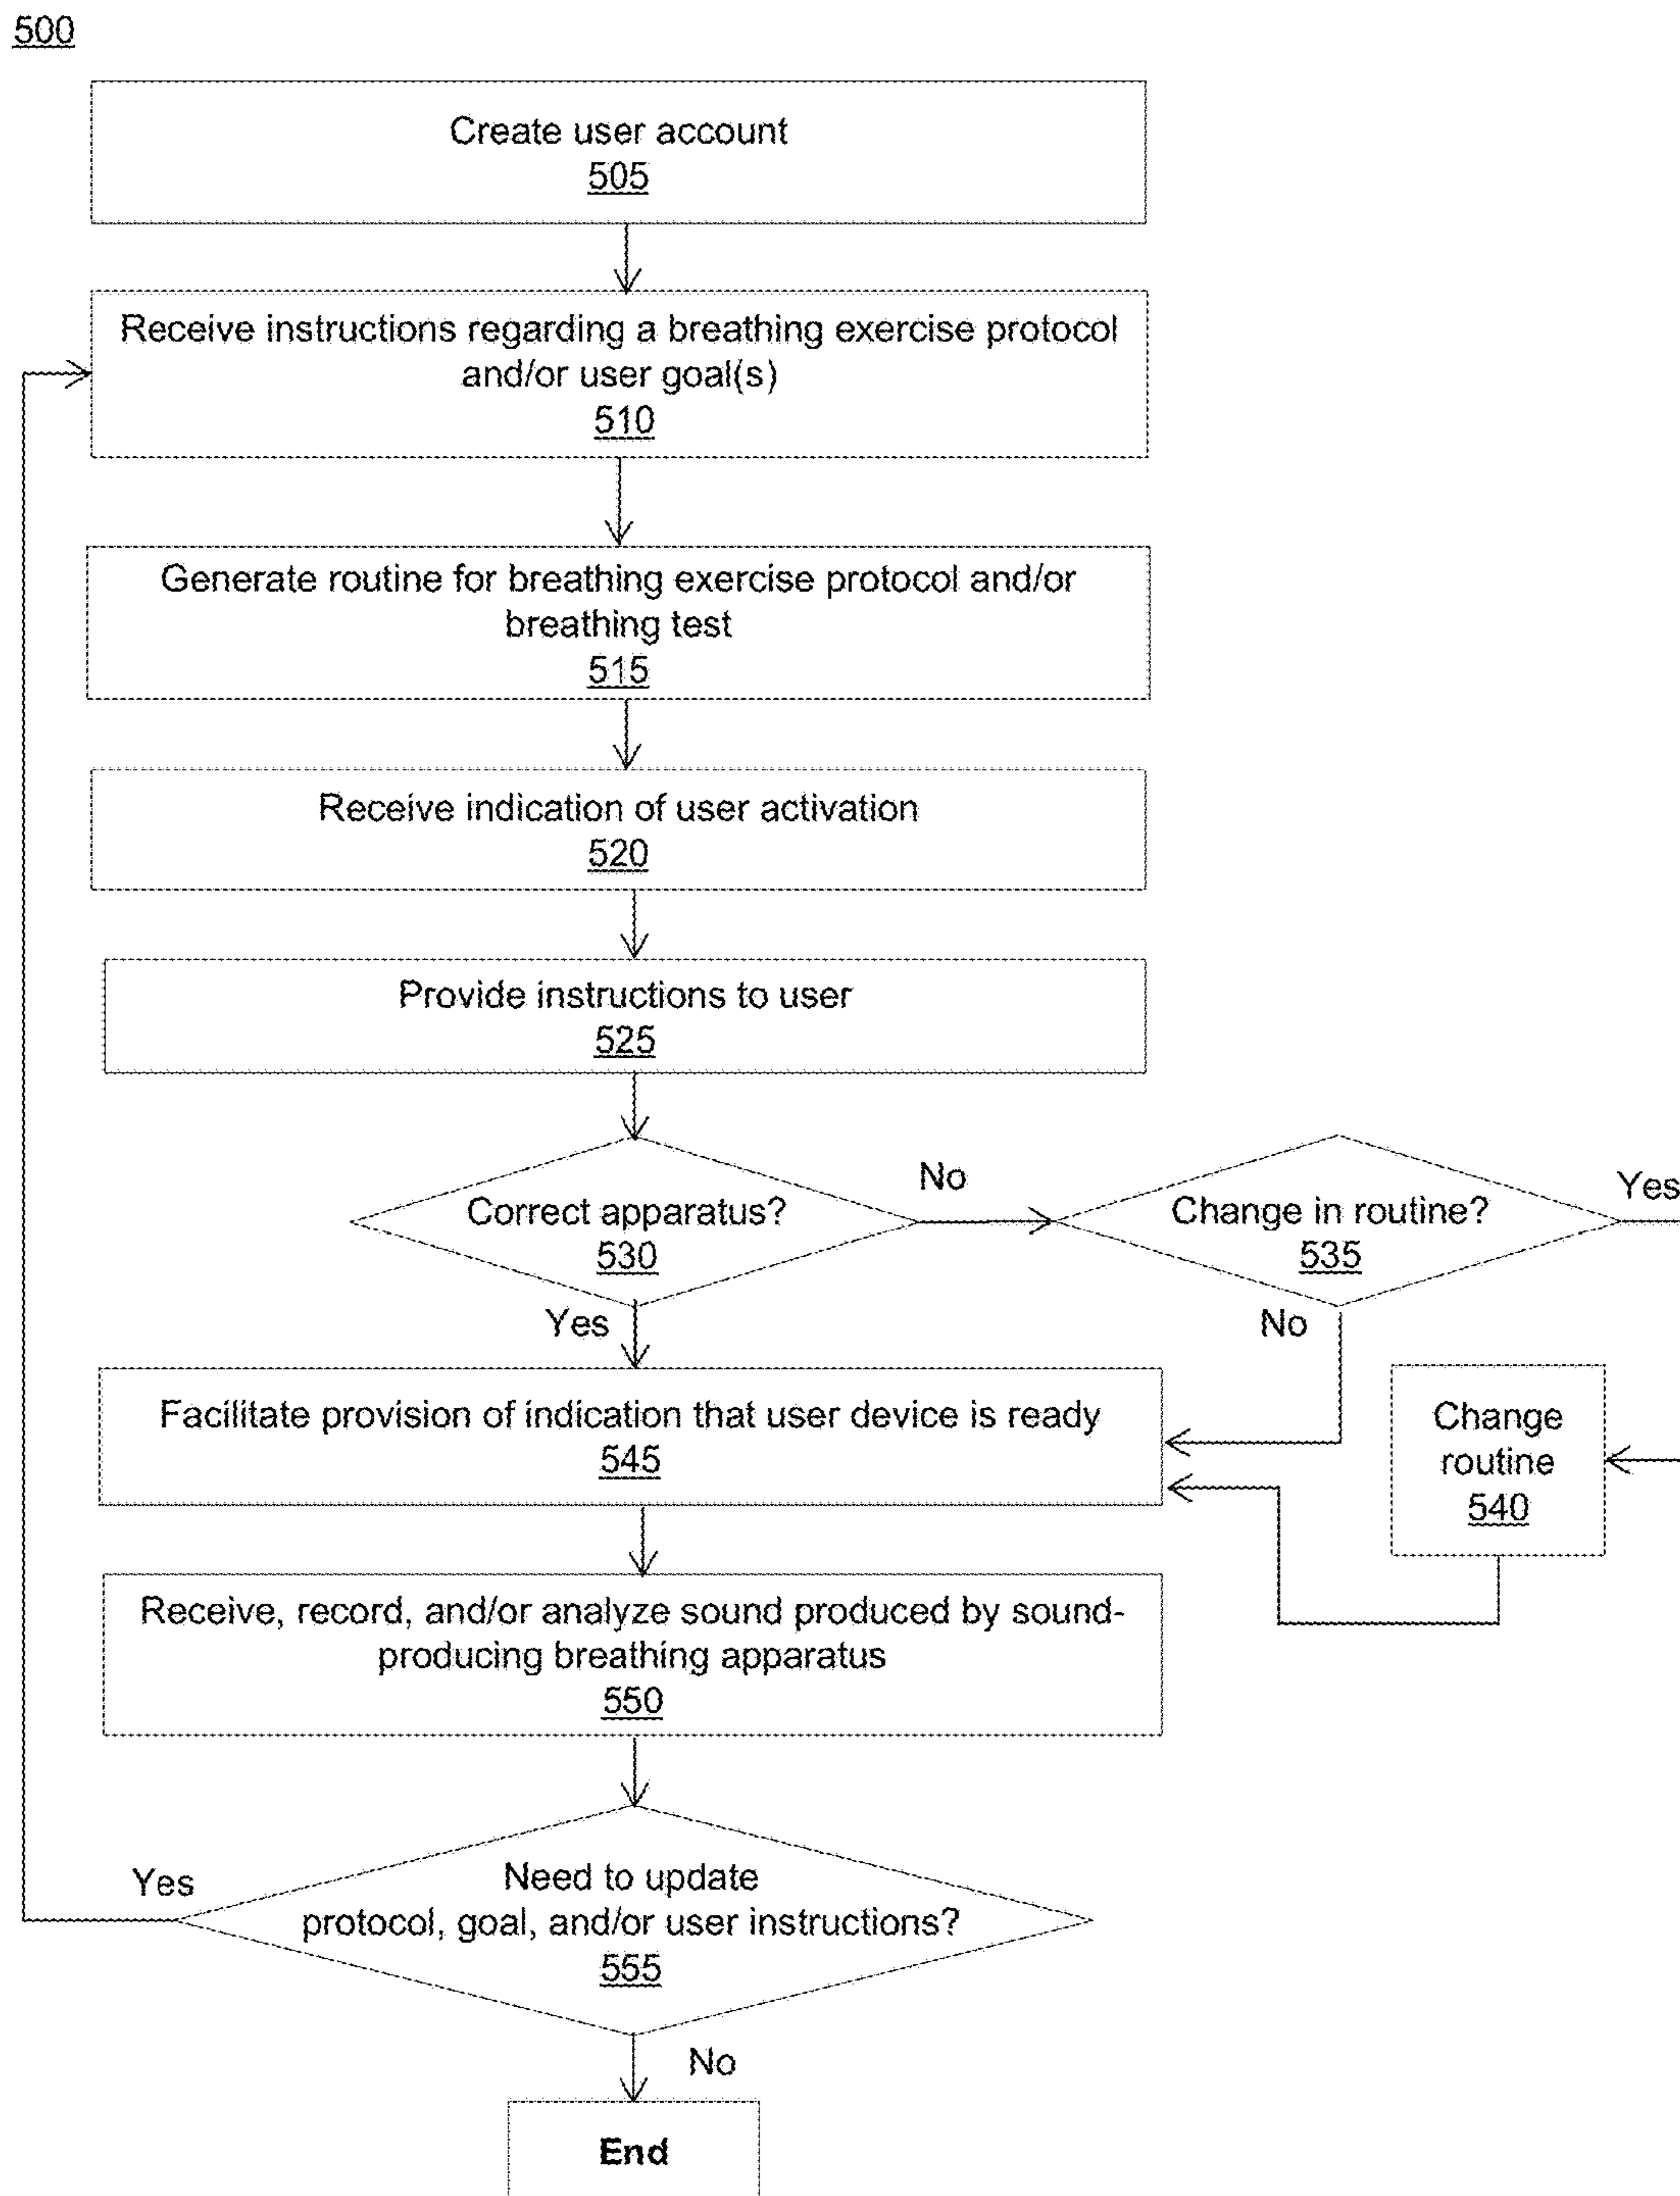 500
Create user account
505
Receive instructions regarding a breathing exercise protocol
and/or user goal(s)
510
Generate routine for breathing exercise protocol and/or
breathing test
515
Receive indication of user activation
520
Provide instructions to user
525
Correct apparatus?
530
No
Change in routine?
535
Yes
Yes
No
Facilitate provision of indication that user device is ready
545
Change
routine
540
Receive, record, and/or analyze sound produced by sound-
producing breathing apparatus
550
Need to update
protocol, goal, and/or user instructions?
555
Yes
No
End